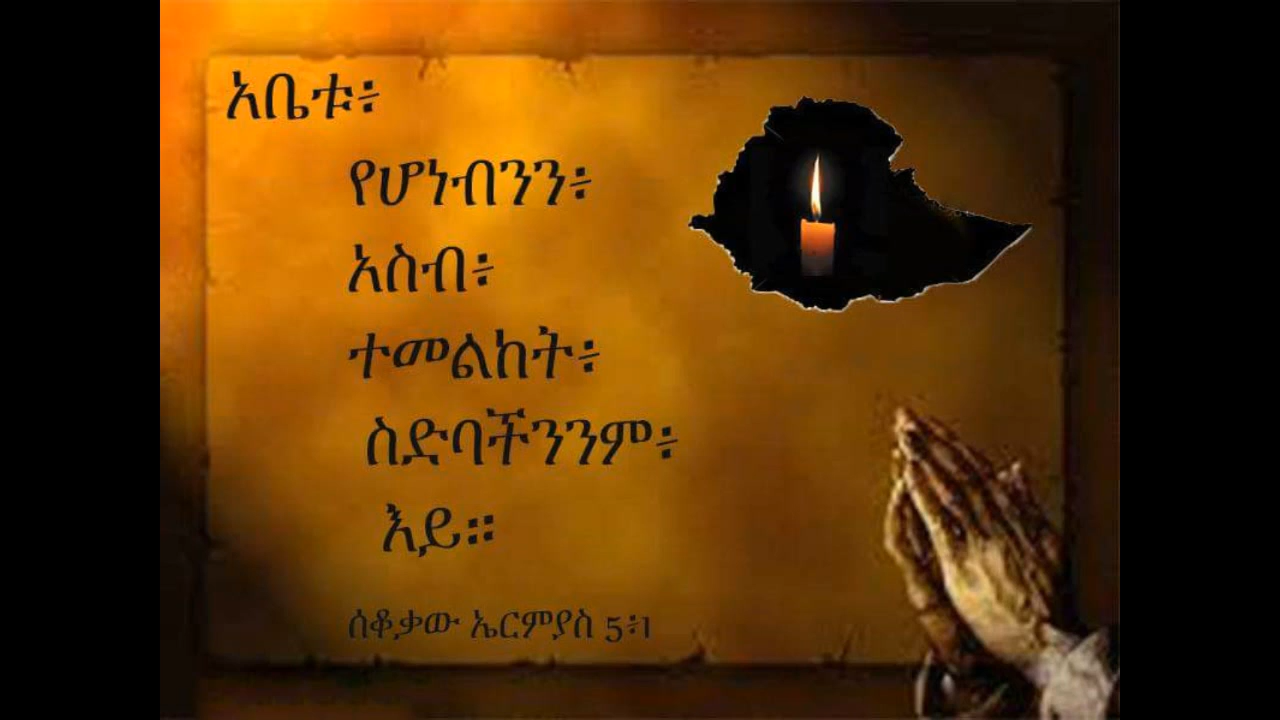 አቤቱ፥
የሆነብንን፥
አስብ፥
ተመልከት፥
ስድባችንንም፥
እይ።
ሰቆቃው ኤርምያስ 5፥1